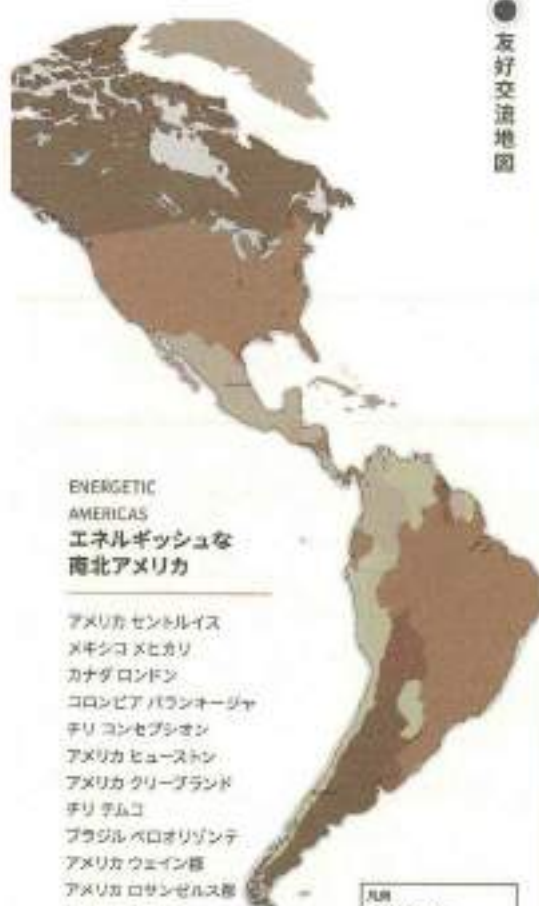 友好交流地図
ENERGETIC
AMERICAS
エネルギッシュな
南北アメリカ
アメリカ セントルイス
メキシコ メヒカリ
カナダ ロンドン
コロンビア バランキージャ
チリ コンセプシオン
アメリカ ヒューストン
アメリカ クリーブランド
チリ テムコ
ブラジル ベロオリゾンテ
アメリカ ウェイン郡
アメリカ ロサンゼルス郡
凡例